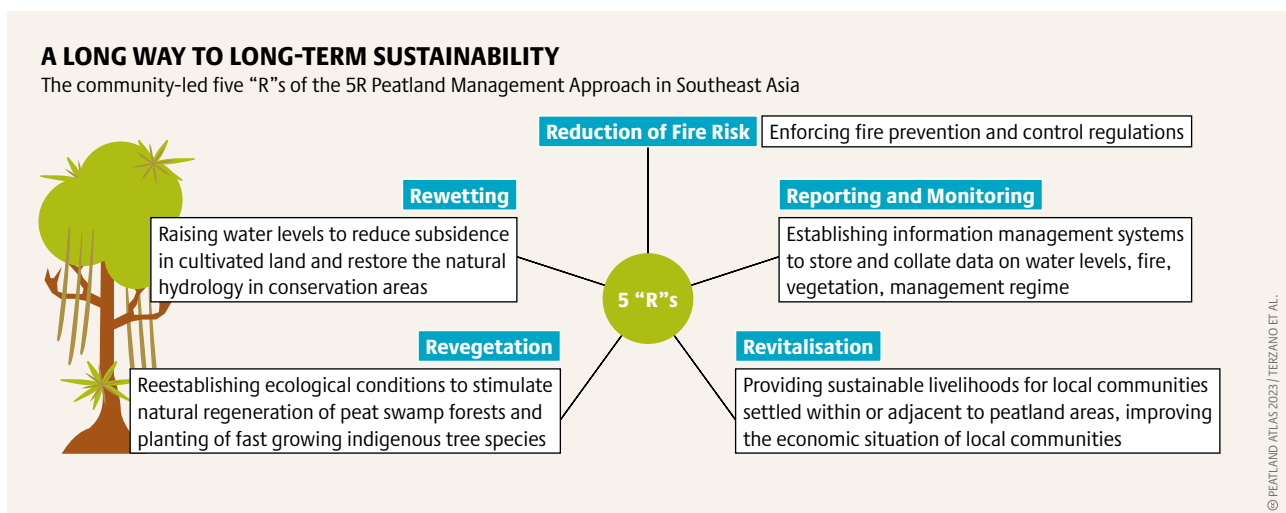 A LONG WAY TO LONG-TERM SUSTAINABILITY
The community-led five “R”s of the 5R Peatland Management Approach in Southeast Asia
Reduction of Fire Risk
Enforcing fire prevention and control regulations
Rewetting
Raising water levels to reduce subsidence
in cultivated land and restore the natural
hydrology in conservation areas
Reporting and Monitoring
Establishing information management systems
to store and collate data on water levels, fire,
vegetation, management regime
5 “R”s
Revegetation
Reestablishing ecological conditions to stimulate
natural regeneration of peat swamp forests and
planting of fast growing indigenous tree species
Revitalisation
Providing sustainable livelihoods for local communities
settled within or adjacent to peatland areas, improving
the economic situation of local communities
© PEATLAND ATLAS 2023 / TERZANO ET AL.